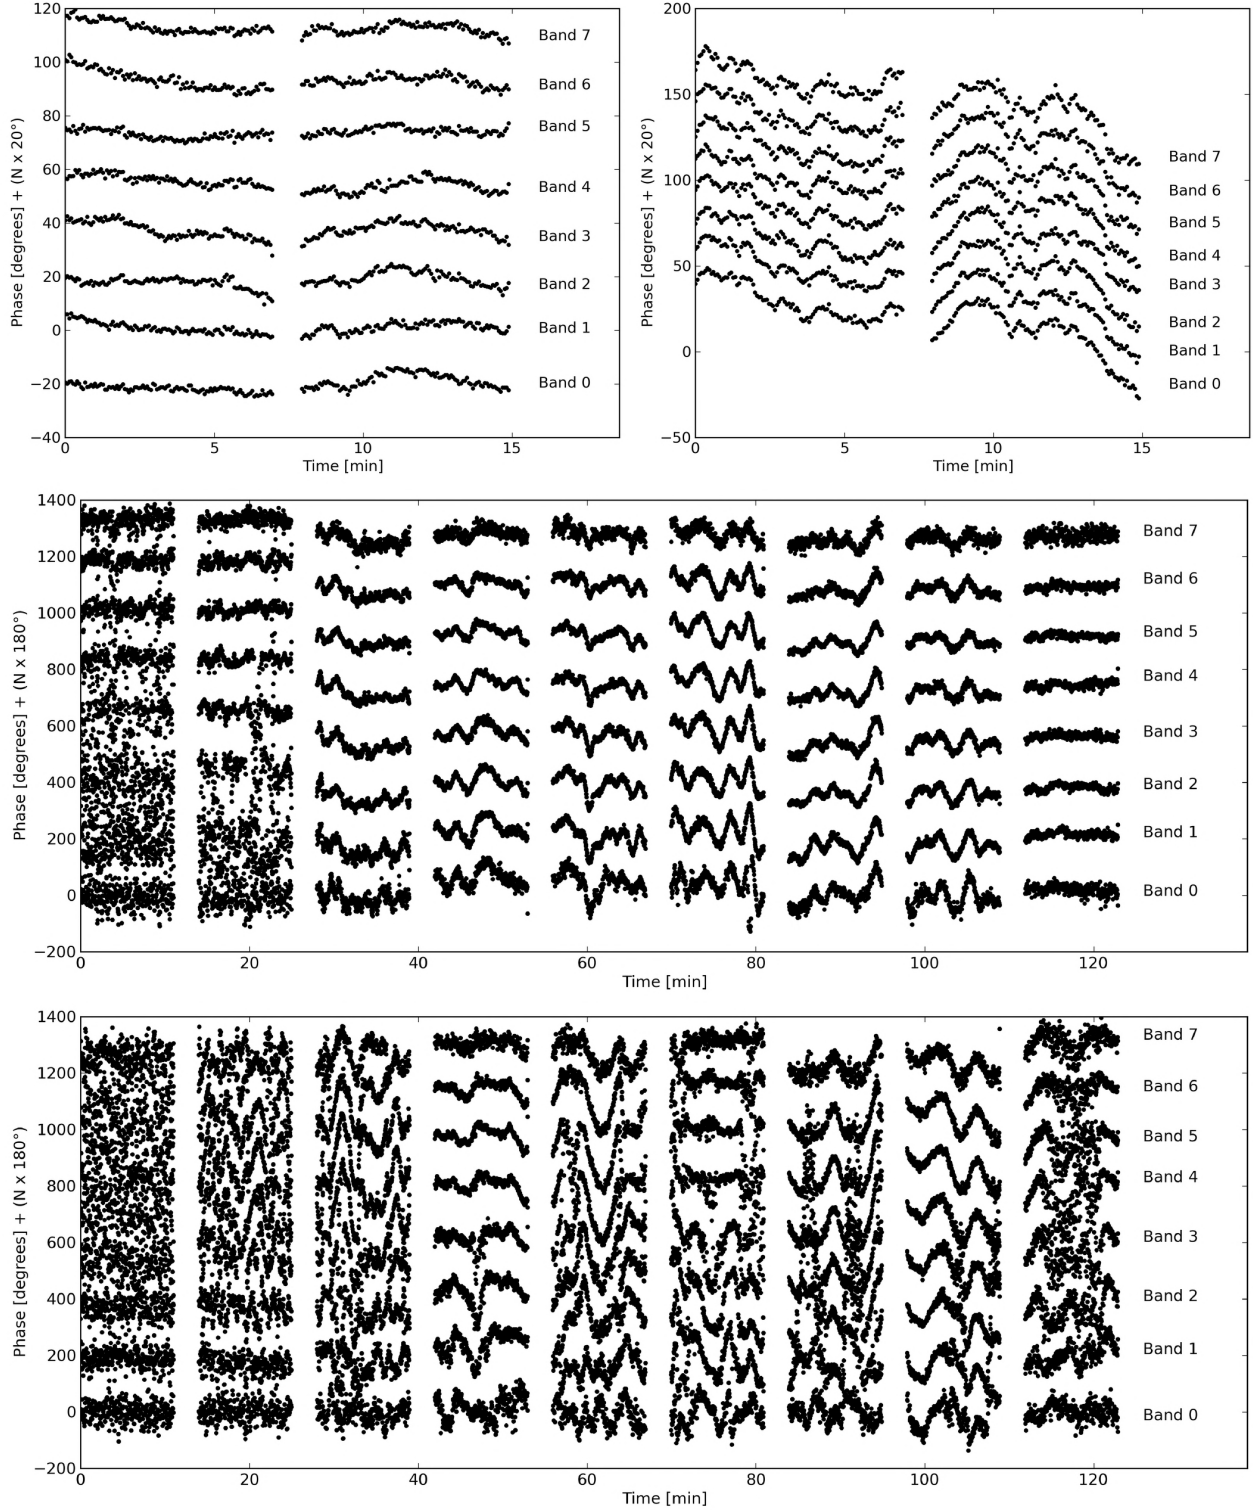 120
100
80
60
40
20
0
−20
−40
Phase [degrees] + (N x 20°)
Band 7
Band 6
Band 5
Band 4
Band 3
Band 2
Band 1
Band 0
0 5 10 15
Time [min]
200
150
100
50
0
−50
Phase [degrees] + (N x 20°)
Band 7
Band 6
Band 5
Band 4
Band 3
Band 2
Band 1
Band 0
0 5 10 15
Time [min]
1400
1200
1000
800
600
400
200
0
−200
Phase [degrees] + (N x 180°)
Band 7
Band 6
Band 5
Band 4
Band 3
Band 2
Band 1
Band 0
0 20 40 60 80 100 120
Time [min]
1400
1200
1000
800
600
400
200
0
−200
Phase [degrees] + (N x 180°)
Band 7
Band 6
Band 5
Band 4
Band 3
Band 2
Band 1
Band 0
0 20 40 60 80 100 120
Time [min]